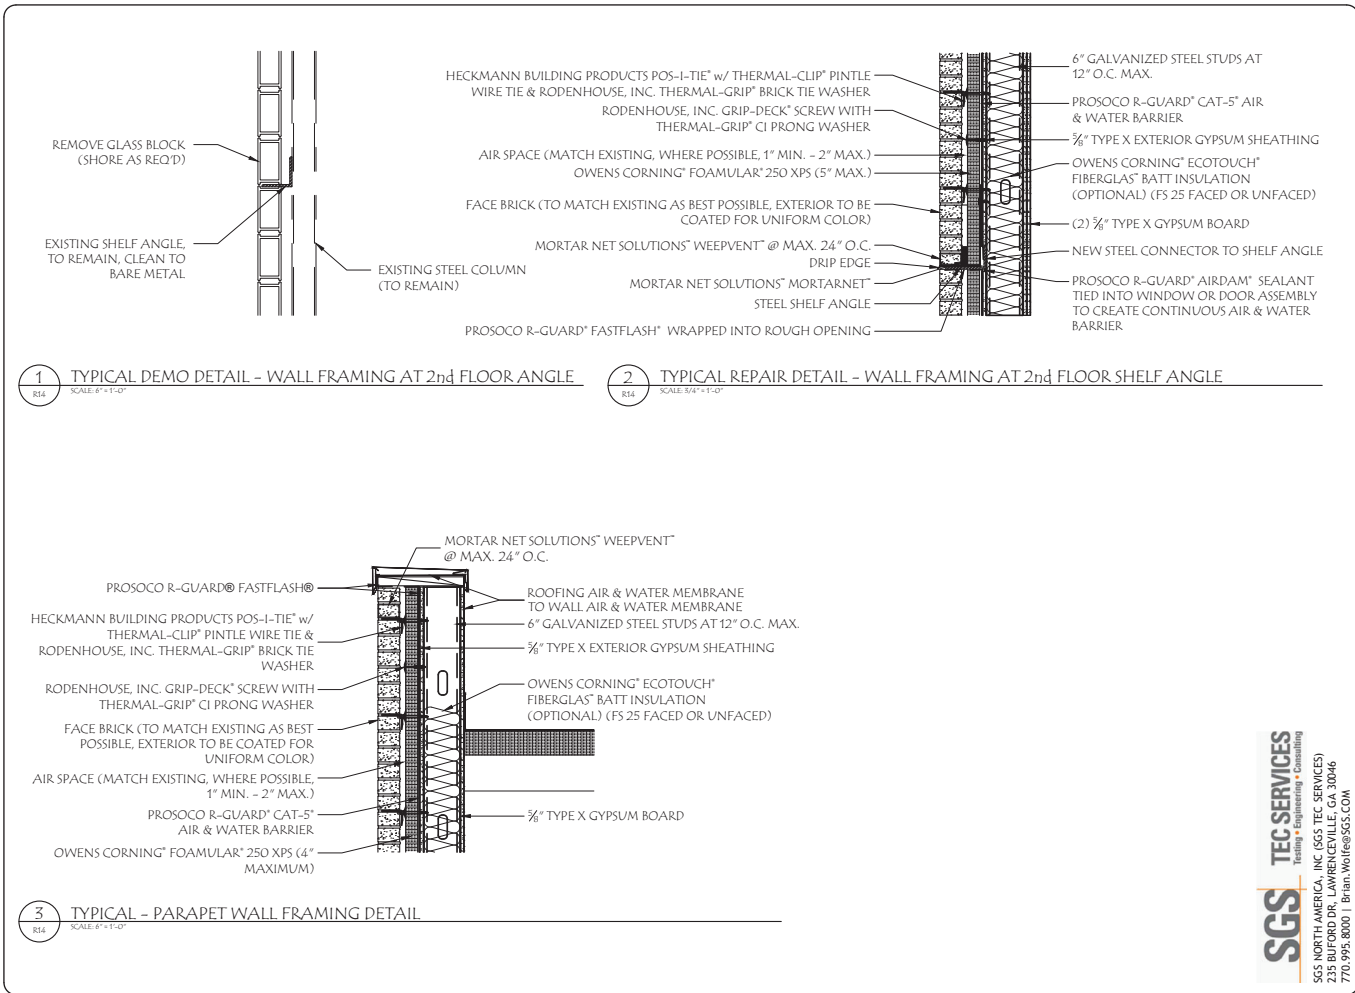 REMOVE GLASS BLOCK
(SHORE AS REQ'D)
EXISTING SHELF ANGLE,
TO REMAIN, CLEAN TO
BARE METAL
EXISTING STEEL COLUMN
(TO REMAIN)
1
R14
TYPICAL DEMO DETAIL - WALL FRAMING AT 2nd FLOOR ANGLE
SCALE: 6" = 1'-0"
HECKMANN BUILDING PRODUCTS POS-I-TIE® w/ THERMAL-CLIP® PINTLE
WIRE TIE & RODENHOUSE, INC. THERMAL-GRIP® BRICK TIE WASHER
RODENHOUSE, INC. GRIP-DECK® SCREW WITH
THERMAL-GRIP® CI PRONG WASHER
AIR SPACE (MATCH EXISTING, WHERE POSSIBLE, 1" MIN. - 2" MAX.)
OWENS CORNING® FOAMULAR® 250 XPS (5" MAX.)
FACE BRICK (TO MATCH EXISTING AS BEST POSSIBLE, EXTERIOR TO BE
COATED FOR UNIFORM COLOR)
MORTAR NET SOLUTIONS™ WEEPVENT™ @ MAX. 24" O.C.
DRIP EDGE
MORTAR NET SOLUTIONS™ MORTARNET™
STEEL SHELF ANGLE
PROSOCO R-GUARD® FASTFLASH® WRAPPED INTO ROUGH OPENING
6" GALVANIZED STEEL STUDS AT
12" O.C. MAX.
PROSOCO R-GUARD® CAT-5® AIR
& WATER BARRIER
⅝" TYPE X EXTERIOR GYPSUM SHEATHING
OWENS CORNING® ECOTOUCH®
FIBERGLAS™ BATT INSULATION
(OPTIONAL) (FS 25 FACED OR UNFACED)
(2) ⅝" TYPE X GYPSUM BOARD
NEW STEEL CONNECTOR TO SHELF ANGLE
PROSOCO R-GUARD® AIRDAM® SEALANT
TIED INTO WINDOW OR DOOR ASSEMBLY
TO CREATE CONTINUOUS AIR & WATER
BARRIER
2
R14
TYPICAL REPAIR DETAIL - WALL FRAMING AT 2nd FLOOR SHELF ANGLE
SCALE: 3/4" = 1'-0"
MORTAR NET SOLUTIONS™ WEEPVENT™
@ MAX. 24" O.C.
PROSOCO R-GUARD® FASTFLASH®
HECKMANN BUILDING PRODUCTS POS-I-TIE® w/
THERMAL-CLIP® PINTLE WIRE TIE &
RODENHOUSE, INC. THERMAL-GRIP® BRICK TIE
WASHER
RODENHOUSE, INC. GRIP-DECK® SCREW WITH
THERMAL-GRIP® CI PRONG WASHER
FACE BRICK (TO MATCH EXISTING AS BEST
POSSIBLE, EXTERIOR TO BE COATED FOR
UNIFORM COLOR)
AIR SPACE (MATCH EXISTING, WHERE POSSIBLE,
1" MIN. - 2" MAX.)
PROSOCO R-GUARD® CAT-5®
AIR & WATER BARRIER
OWENS CORNING® FOAMULAR® 250 XPS (4"
MAXIMUM)
ROOFING AIR & WATER MEMBRANE
TO WALL AIR & WATER MEMBRANE
6" GALVANIZED STEEL STUDS AT 12" O.C. MAX.
⅝" TYPE X EXTERIOR GYPSUM SHEATHING
OWENS CORNING® ECOTOUCH®
FIBERGLAS™ BATT INSULATION
(OPTIONAL) (FS 25 FACED OR UNFACED)
⅝" TYPE X GYPSUM BOARD
3
R14
TYPICAL - PARAPET WALL FRAMING DETAIL
SCALE: 6" = 1'-0"
SGS
TEC SERVICES
Testing • Engineering • Consulting
SGS NORTH AMERICA, INC (SGS TEC SERVICES)
235 BUFORD DR, LAWRENCEVILLE, GA 30046
770.995.8000 | Brian.Wolfe@SGS.COM